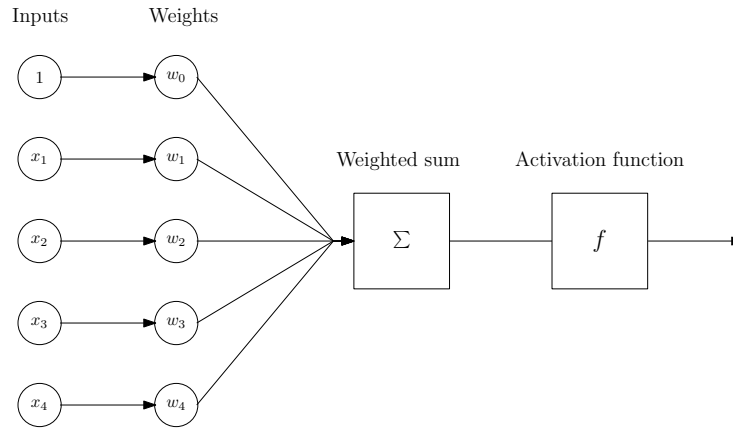 Inputs Weights
1 w₀
x₁ w₁
Weighted sum Activation function
x₂ w₂ Σ f
x₃ w₃
x₄ w₄